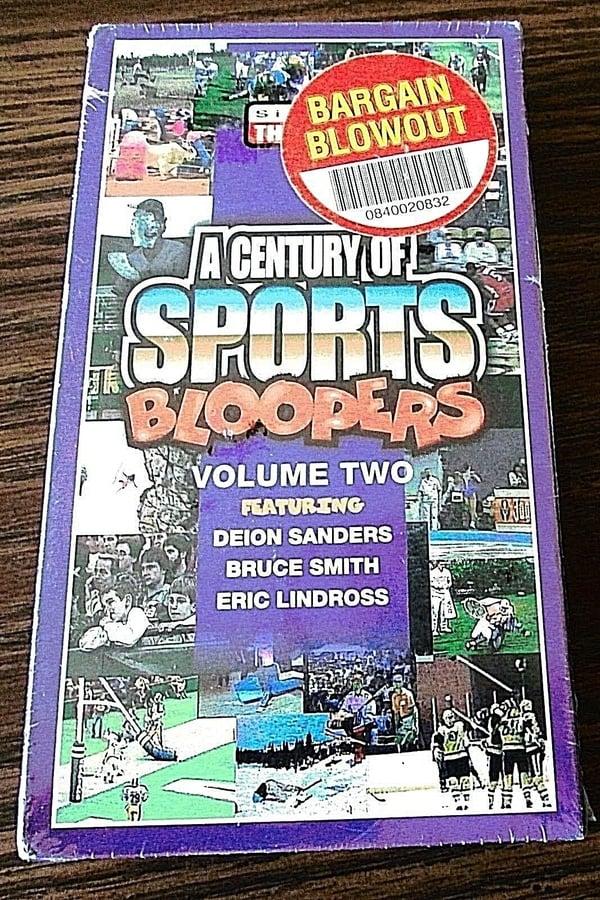 BARGAIN
BLOWOUT
0840020832
A CENTURY OF
SPORTS
BLOOPERS
VOLUME TWO
FEATURING
DEION SANDERS
BRUCE SMITH
ERIC LINDROSS